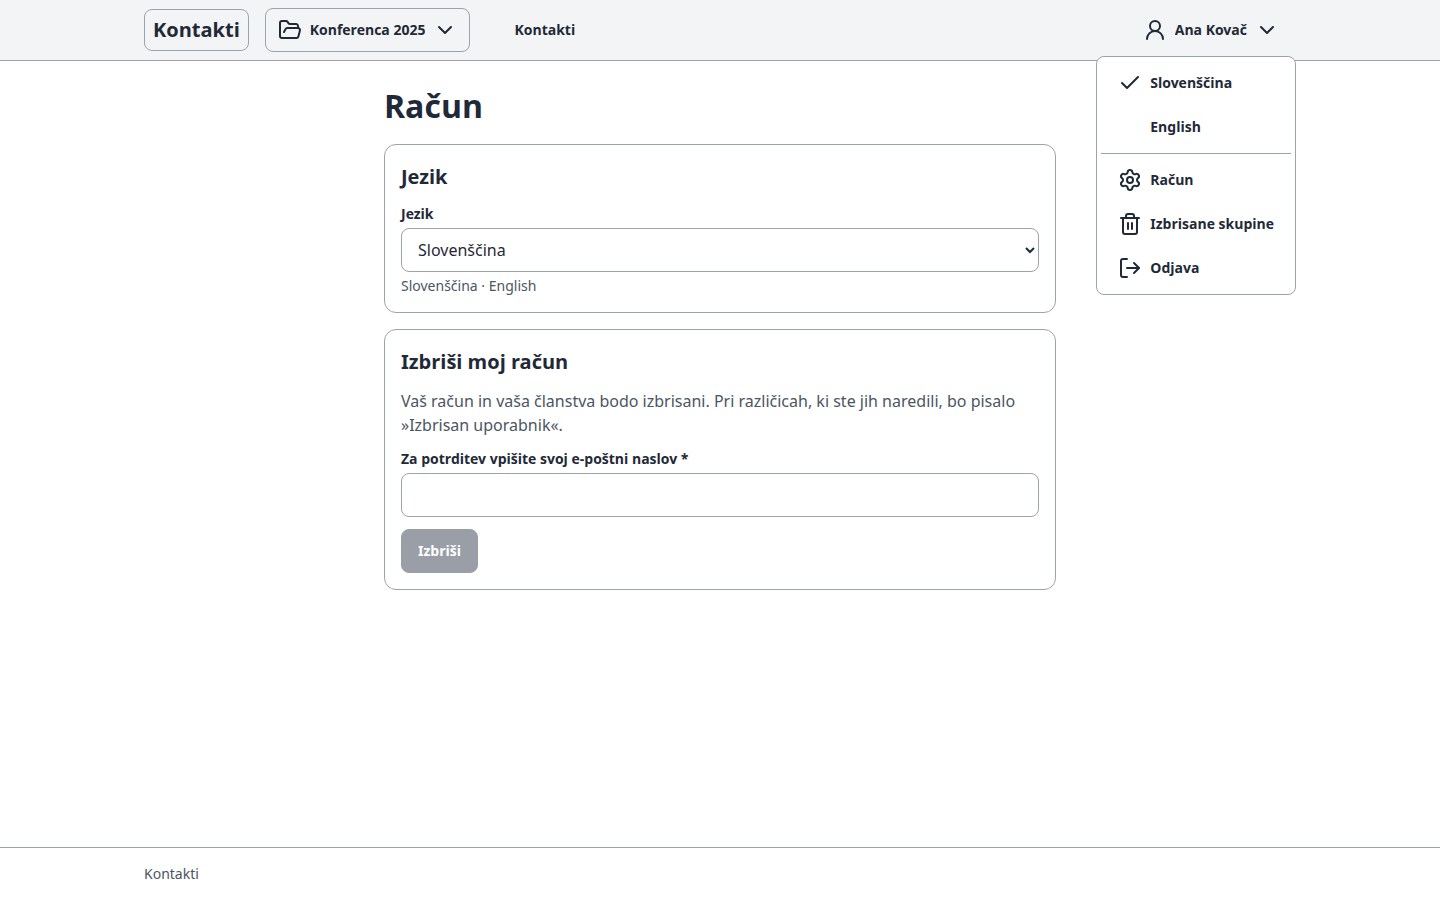 Kontakti
Konferenca 2025
Kontakti
Ana Kovač
Slovenščina
English
Račun
Izbrisane skupine
Odjava
Račun
Jezik
Jezik
Slovenščina
Slovenščina · English
Izbriši moj račun
Vaš račun in vaša članstva bodo izbrisani. Pri različicah, ki ste jih naredili, bo pisalo
»Izbrisan uporabnik«.
Za potrditev vpišite svoj e-poštni naslov *
Izbriši
Kontakti